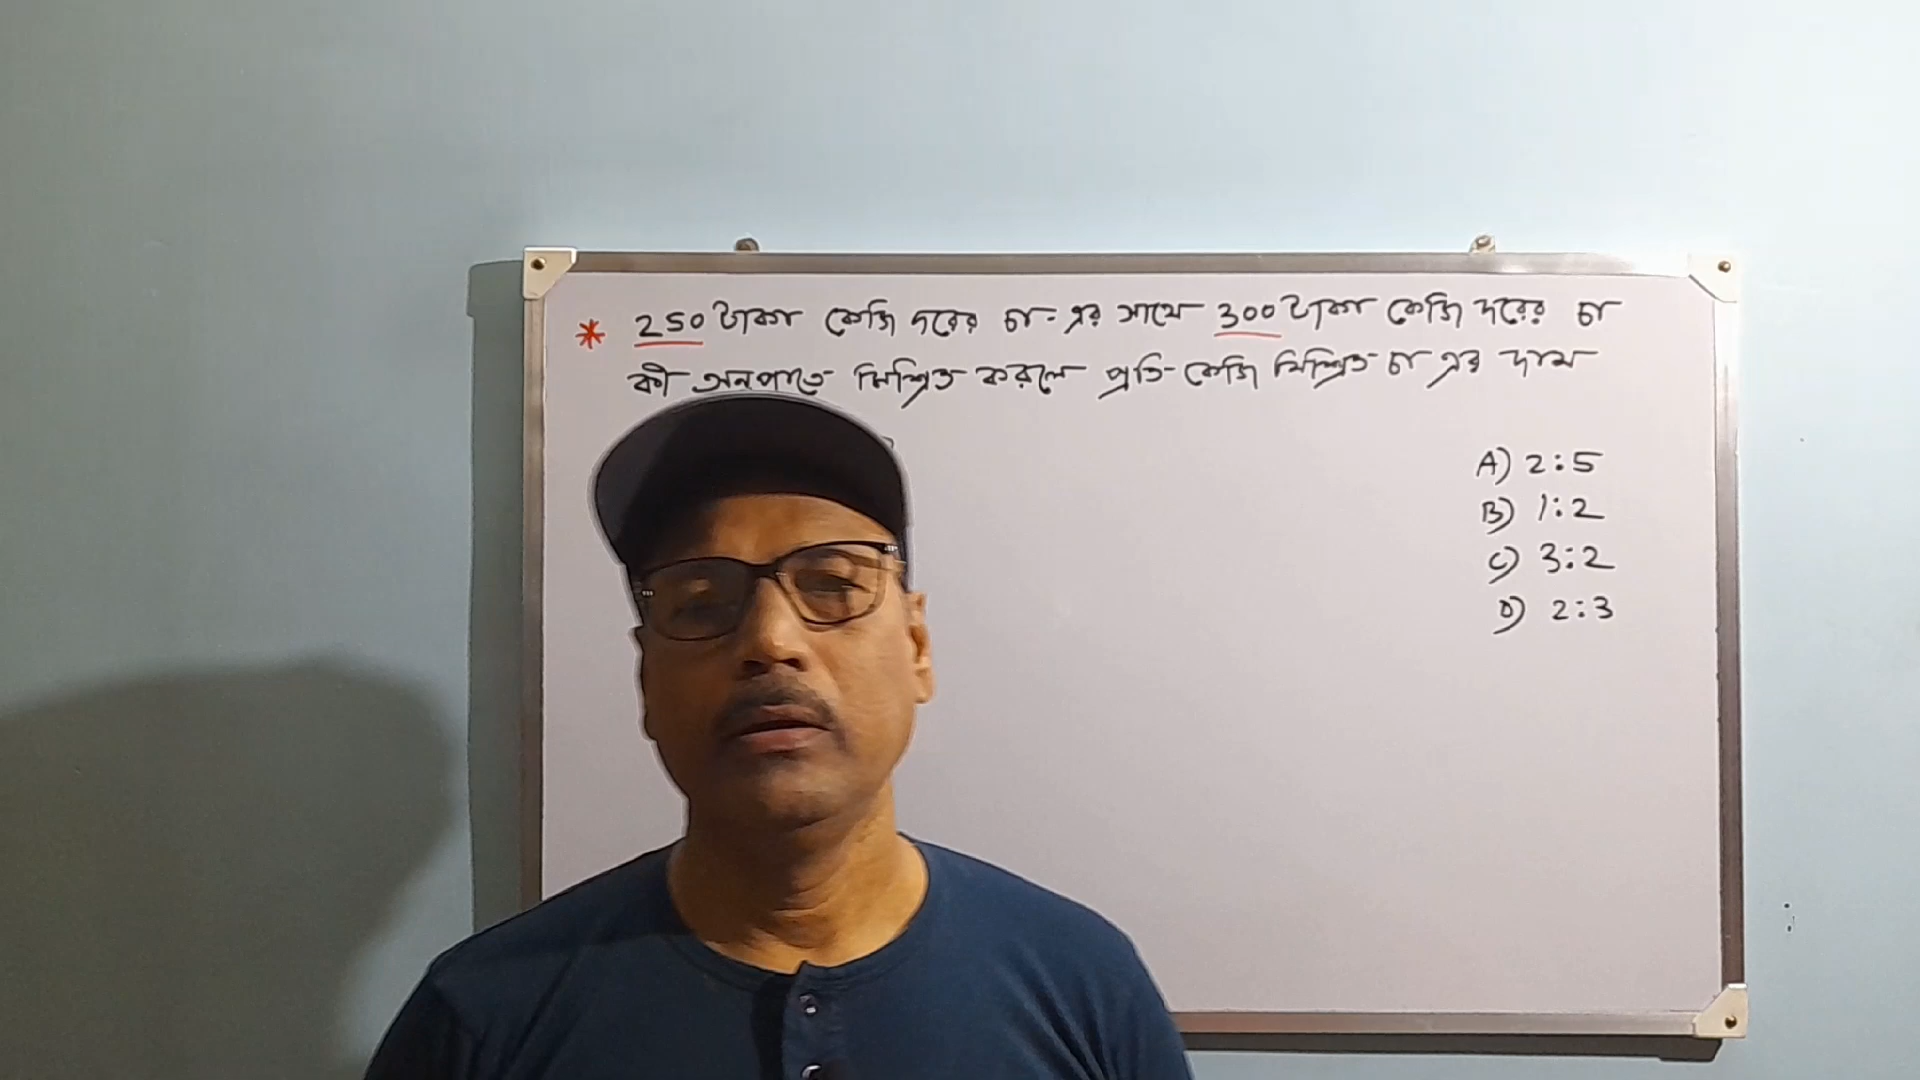 * 250 টাকা কেজি দরের চা-এর সাথে 300 টাকা কেজি দরের চা
কী অনুপাতে মিশ্রিত করলে প্রতি কেজি মিশ্রিত চা এর দাম
A) 2:5
B) 1:2
C) 3:2
D) 2:3